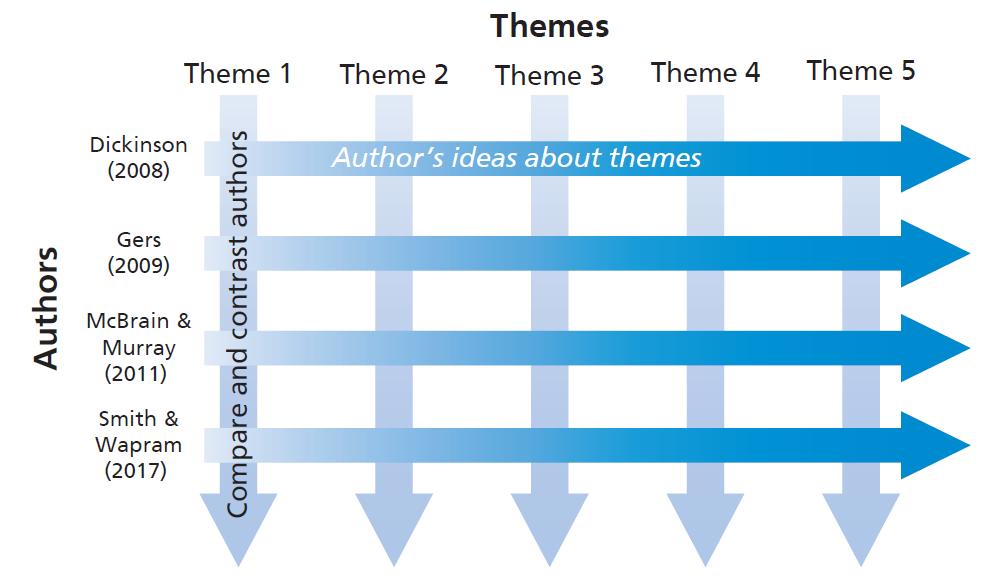 Themes
Theme 1
Theme 2
Theme 3
Theme 4
Theme 5
Authors
Dickinson
(2008)
Author's ideas about themes
Gers
(2009)
McBrain &
Murray
(2011)
Smith &
Wapram
(2017)
Compare and contrast authors